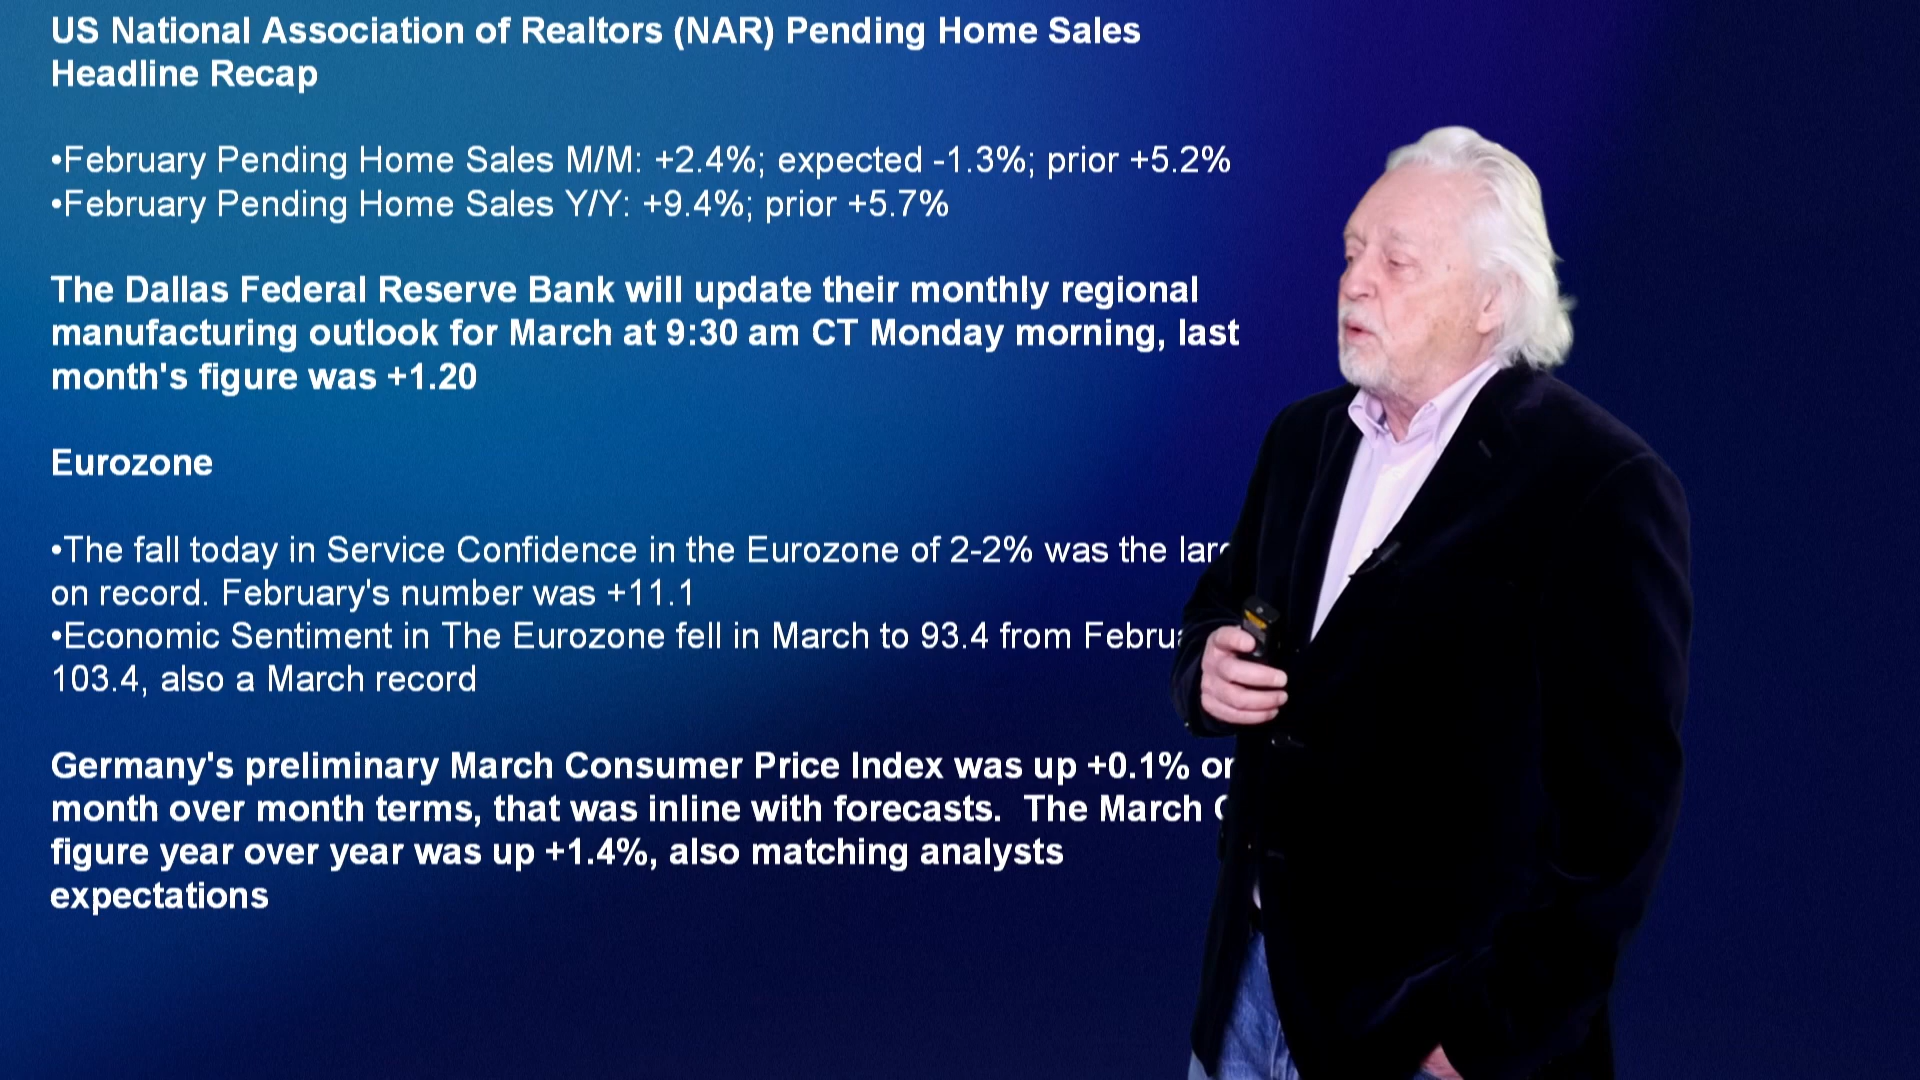 US National Association of Realtors (NAR) Pending Home Sales
Headline Recap
•February Pending Home Sales M/M: +2.4%; expected -1.3%; prior +5.2%
•February Pending Home Sales Y/Y: +9.4%; prior +5.7%
The Dallas Federal Reserve Bank will update their monthly regional
manufacturing outlook for March at 9:30 am CT Monday morning, last
month's figure was +1.20
Eurozone
•The fall today in Service Confidence in the Eurozone of 2-2% was the
on record. February's number was +11.1
•Economic Sentiment in The Eurozone fell in March to 93.4 from
103.4, also a March record
Germany's preliminary March Consumer Price Index was up +0.1%
month over month terms, that was inline with forecasts.  The March
figure year over year was up +1.4%, also matching analysts
expectations